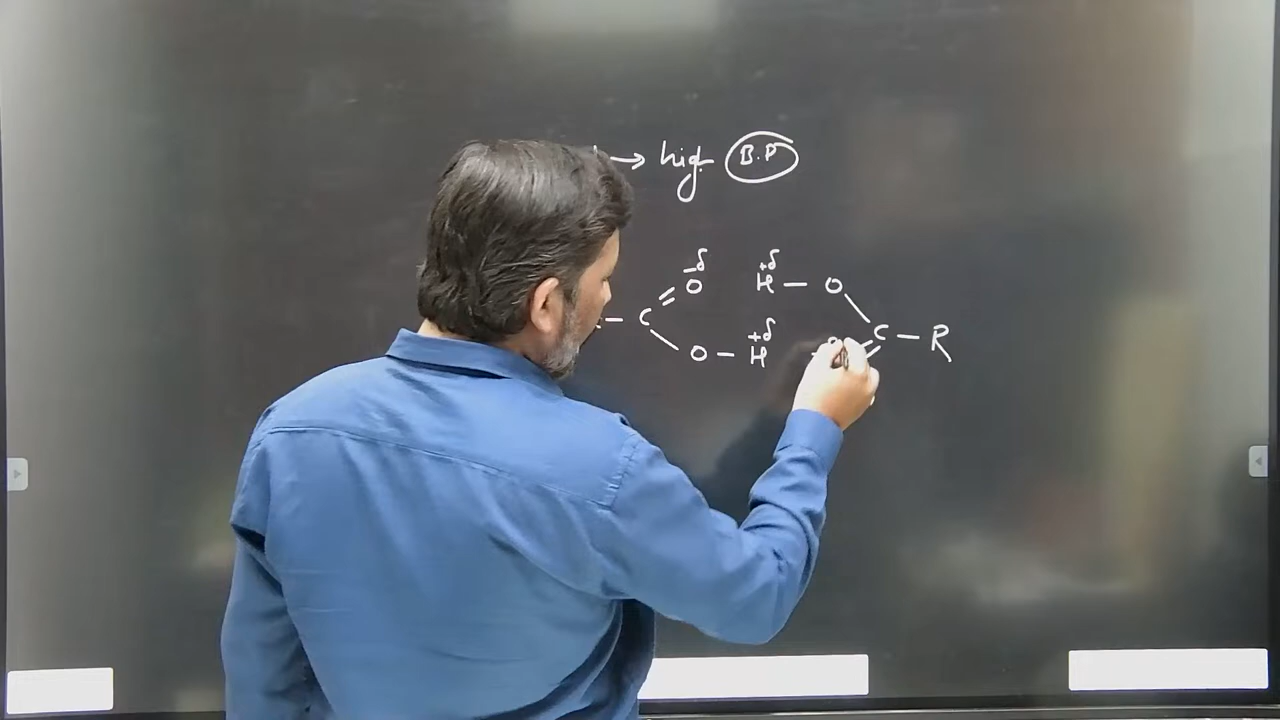 → high B.P
-δ +δ
O H — O
— C
+δ
C — R
O — H